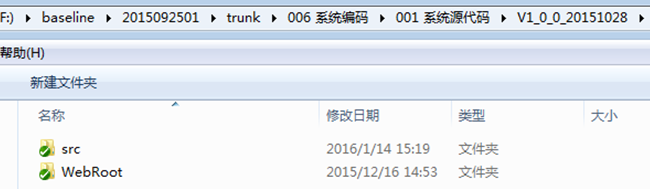 F:) ▸ baseline ▸ 2015092501 ▸ trunk ▸ 006 系统编码 ▸ 001 系统源代码 ▸ V1_0_0_20151028 ▸
帮助(H)
新建文件夹
名称 修改日期 类型 大小
src 2016/1/14 15:19 文件夹
WebRoot 2015/12/16 14:53 文件夹